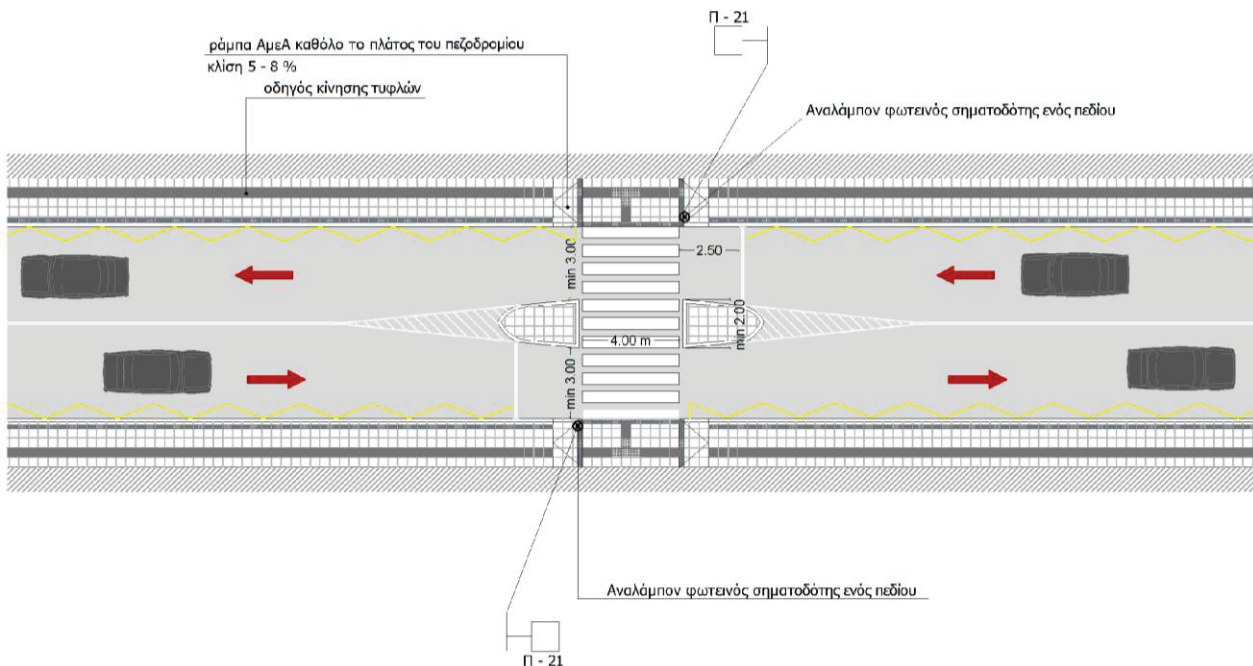 Π - 21
ράμπα ΑμεΑ καθόλο το πλάτος του πεζοδρομίου
κλίση 5 - 8 %
οδηγός κίνησης τυφλών
Αναλάμπον φωτεινός σηματοδότης ενός πεδίου
min 3.00
2.50
min 2.00
4.00 m
min 3.00
Αναλάμπον φωτεινός σηματοδότης ενός πεδίου
Π - 21